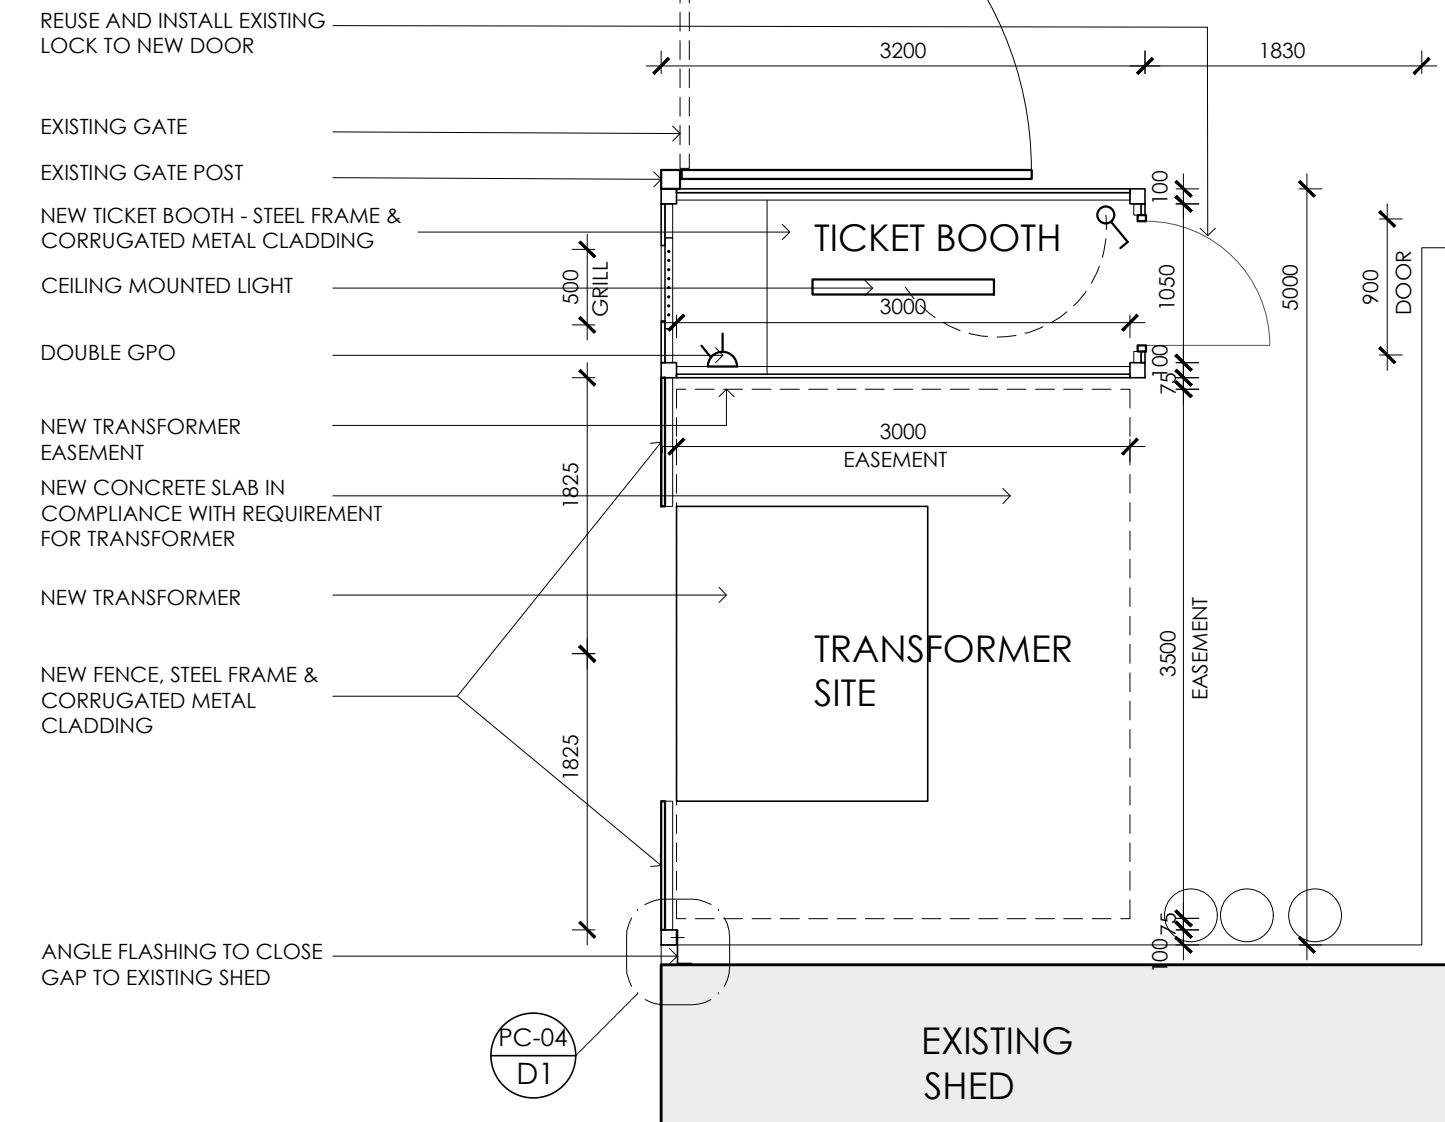 REUSE AND INSTALL EXISTING
LOCK TO NEW DOOR
3200
1830
EXISTING GATE
EXISTING GATE POST
NEW TICKET BOOTH - STEEL FRAME &
CORRUGATED METAL CLADDING
CEILING MOUNTED LIGHT
DOUBLE GPO
NEW TRANSFORMER
EASEMENT
NEW CONCRETE SLAB IN
COMPLIANCE WITH REQUIREMENT
FOR TRANSFORMER
NEW TRANSFORMER
NEW FENCE, STEEL FRAME &
CORRUGATED METAL
CLADDING
ANGLE FLASHING TO CLOSE
GAP TO EXISTING SHED
500
GRILL
1825
1825
TICKET BOOTH
3000
3000
EASEMENT
TRANSFORMER
SITE
100
1050
100
75
3500
EASEMENT
75
100
5000
900
DOOR
PC-04
D1
EXISTING
SHED